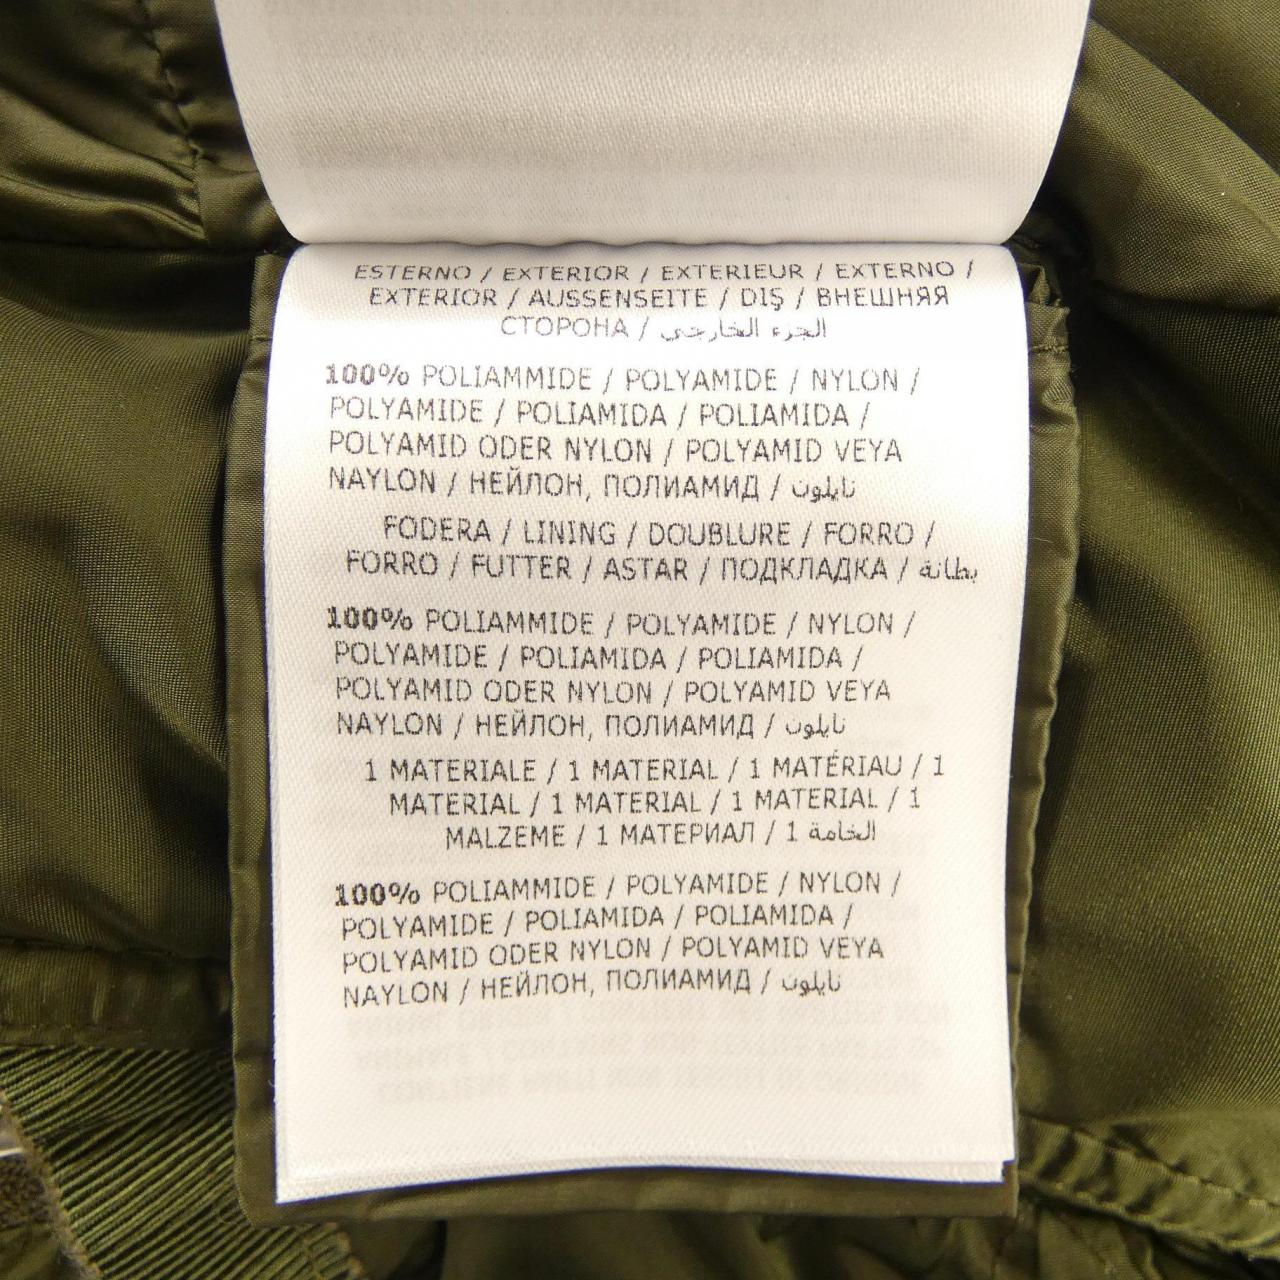 ESTERNO / EXTERIOR / EXTERIEUR / EXTERNO /
EXTERIOR / AUSSENSEITE / DIŞ / ВНЕШНЯЯ
СТОРОНА / الجزء الخارجي
100% POLIAMMIDE / POLYAMIDE / NYLON /
POLYAMIDE / POLIAMIDA / POLIAMIDA /
POLYAMID ODER NYLON / POLYAMID VEYA
NAYLON / НЕЙЛОН, ПОЛИАМИД / نايلون
FODERA / LINING / DOUBLURE / FORRO /
FORRO / FUTTER / ASTAR / ПОДКЛАДКА / بطانة
100% POLIAMMIDE / POLYAMIDE / NYLON /
POLYAMIDE / POLIAMIDA / POLIAMIDA /
POLYAMID ODER NYLON / POLYAMID VEYA
NAYLON / НЕЙЛОН, ПОЛИАМИД / نايلون
1 MATERIALE / 1 MATERIAL / 1 MATÉRIAU / 1
MATERIAL / 1 MATERIAL / 1 MATERIAL / 1
MALZEME / 1 МАТЕРИАЛ / 1 الخامة
100% POLIAMMIDE / POLYAMIDE / NYLON /
POLYAMIDE / POLIAMIDA / POLIAMIDA /
POLYAMID ODER NYLON / POLYAMID VEYA
NAYLON / НЕЙЛОН, ПОЛИАМИД / نايلون